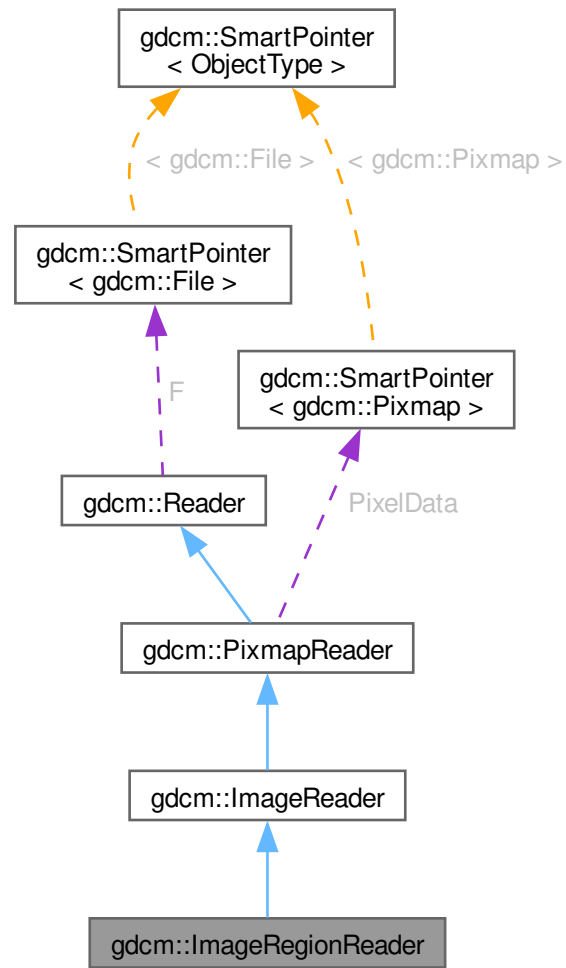 gdcm::SmartPointer
< ObjectType >
< gdcm::File >
< gdcm::Pixmap >
gdcm::SmartPointer
< gdcm::File >
gdcm::SmartPointer
< gdcm::Pixmap >
F
gdcm::Reader
PixelData
gdcm::PixmapReader
gdcm::ImageReader
gdcm::ImageRegionReader